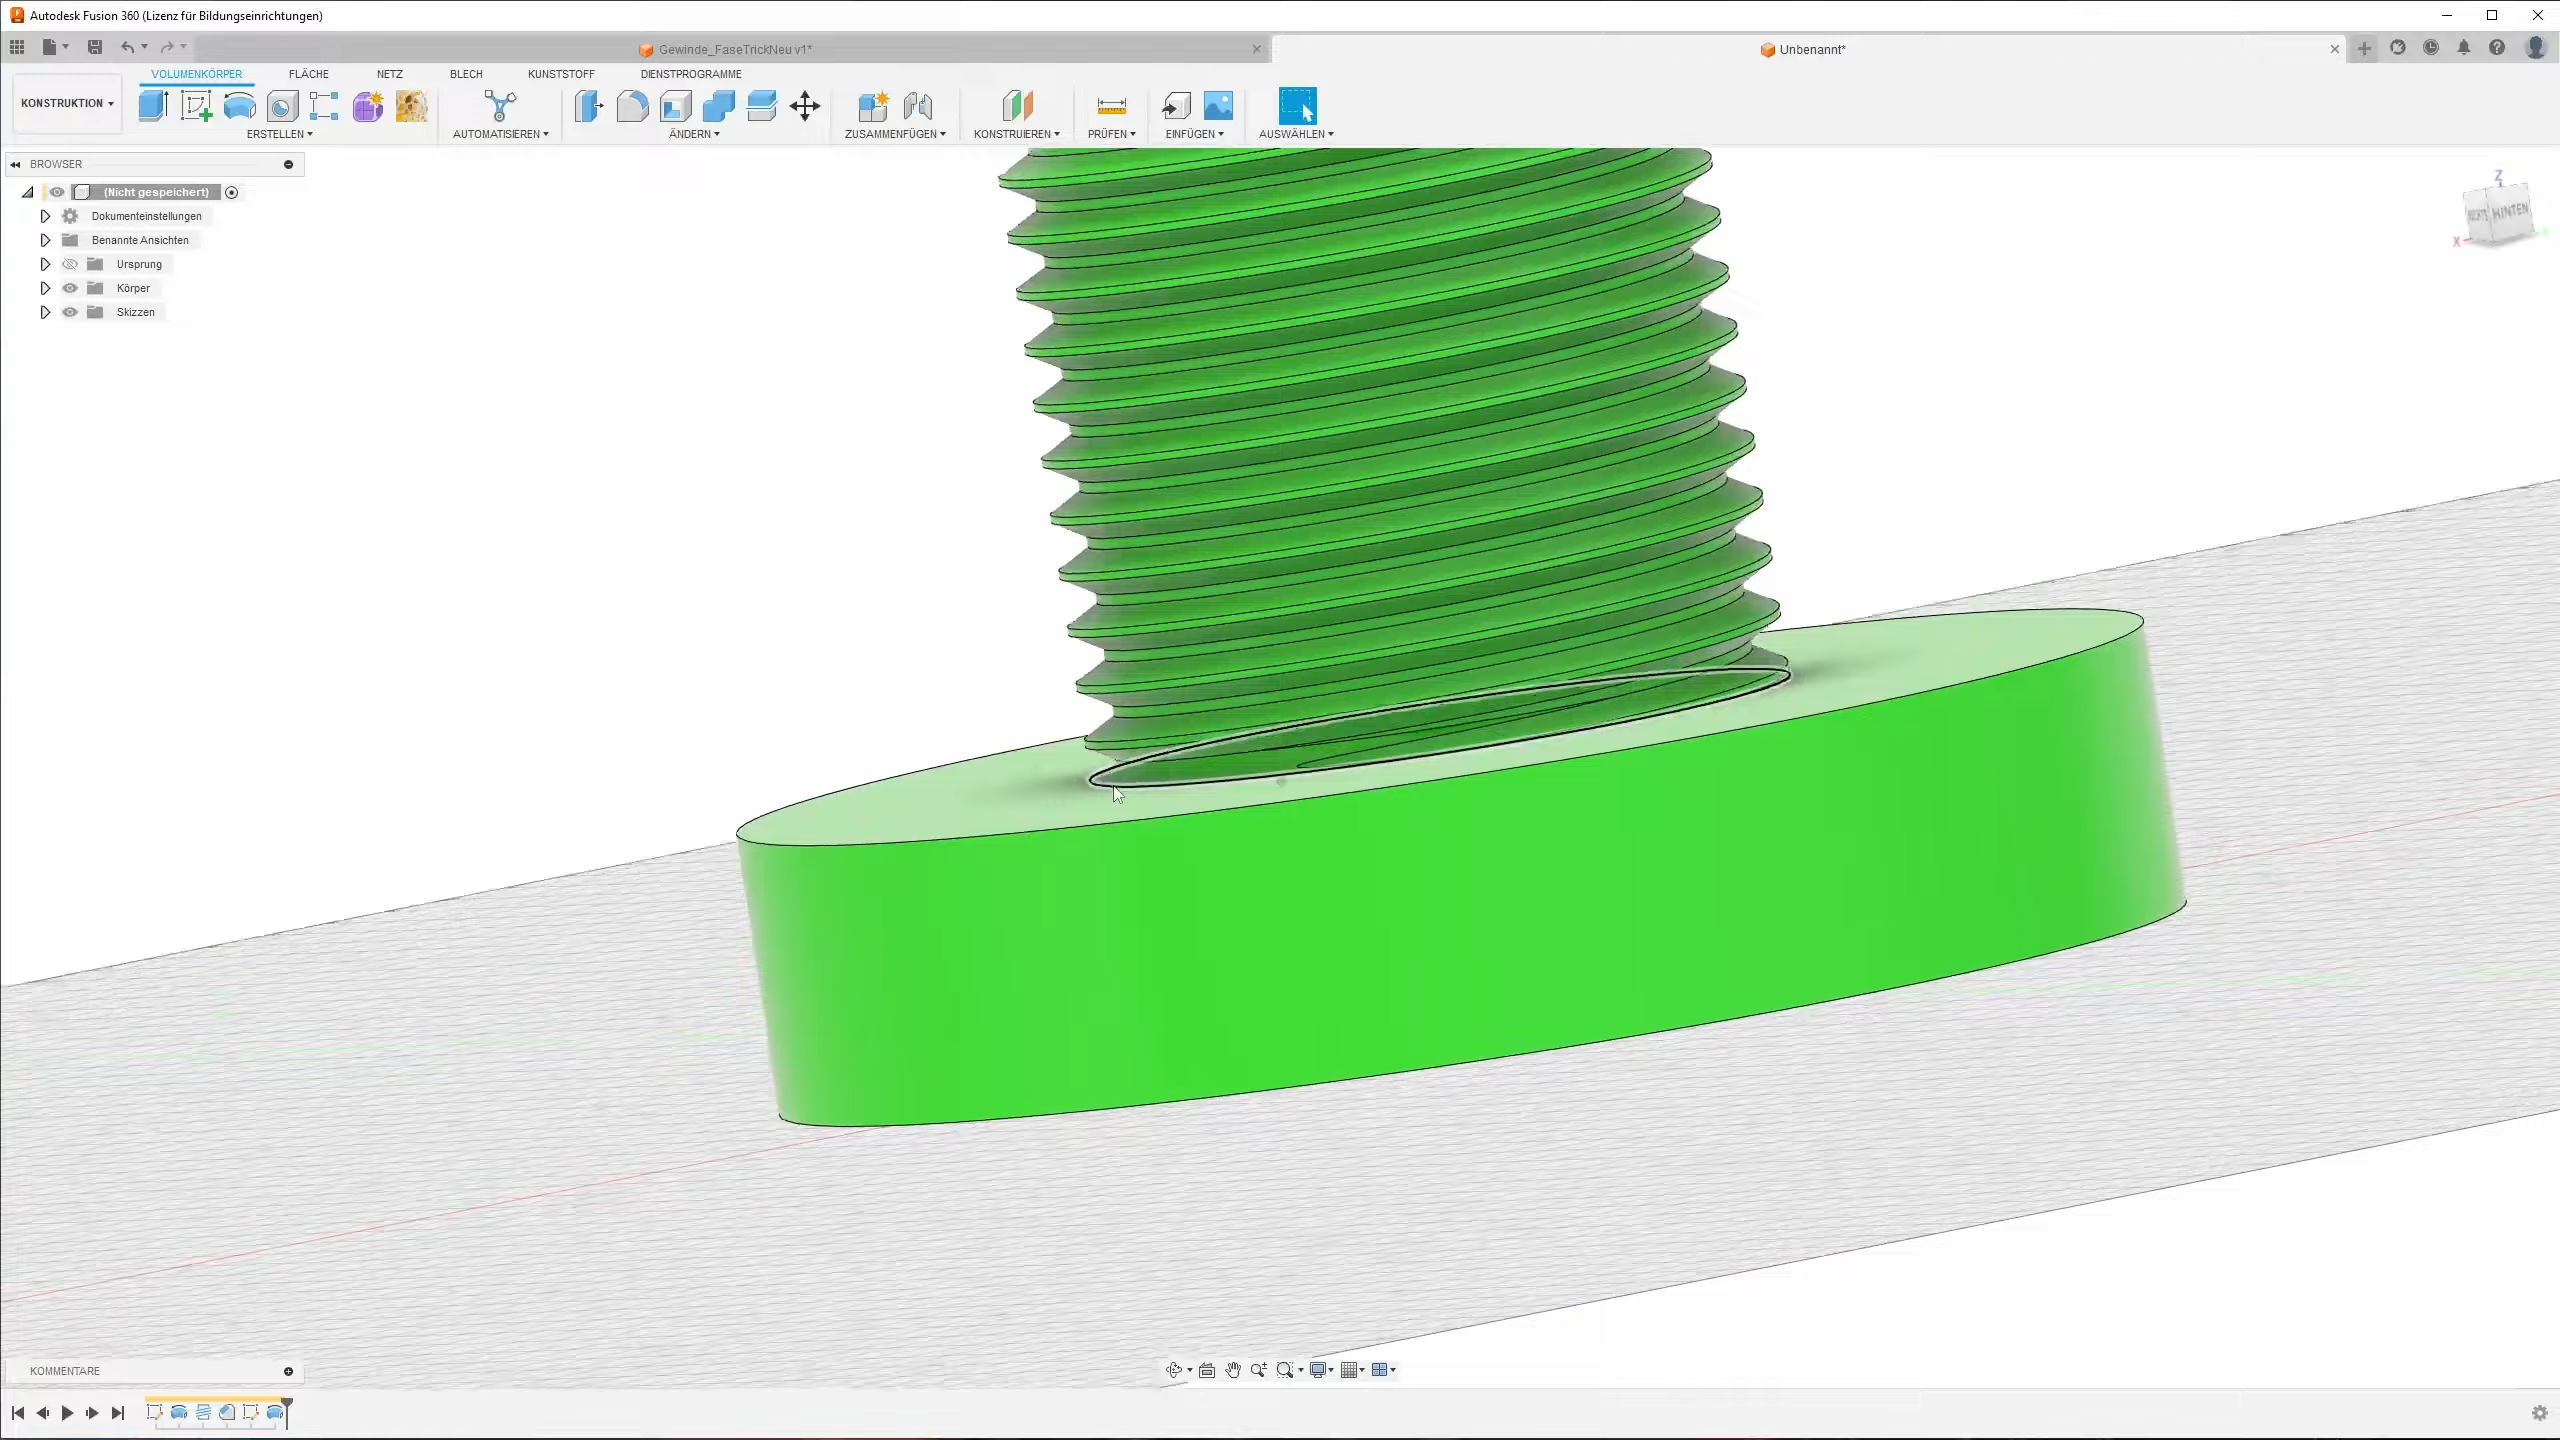 Autodesk Fusion 360 (Lizenz für Bildungseinrichtungen)
Gewinde_FaseTrickNeu v1*
Unbenannt*
KONSTRUKTION
VOLUMENKÖRPER
FLÄCHE
NETZ
BLECH
KUNSTSTOFF
DIENSTPROGRAMME
ERSTELLEN
AUTOMATISIEREN
ÄNDERN
ZUSAMMENFÜGEN
KONSTRUIEREN
PRÜFEN
EINFÜGEN
AUSWÄHLEN
BROWSER
(Nicht gespeichert)
Dokumenteinstellungen
Benannte Ansichten
Ursprung
Körper
Skizzen
Z
HINTEN
X
KOMMENTARE